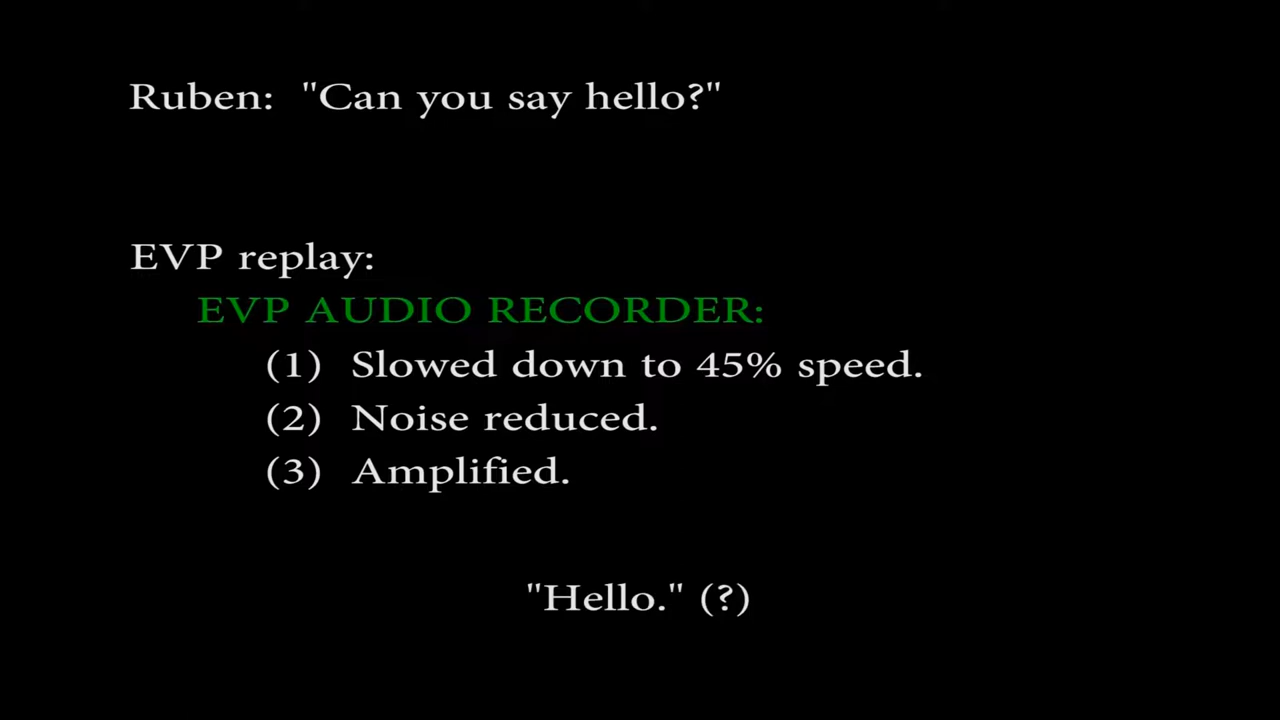 Ruben: "Can you say hello?"
EVP replay:
EVP AUDIO RECORDER:
(1) Slowed down to 45% speed.
(2) Noise reduced.
(3) Amplified.
"Hello." (?)